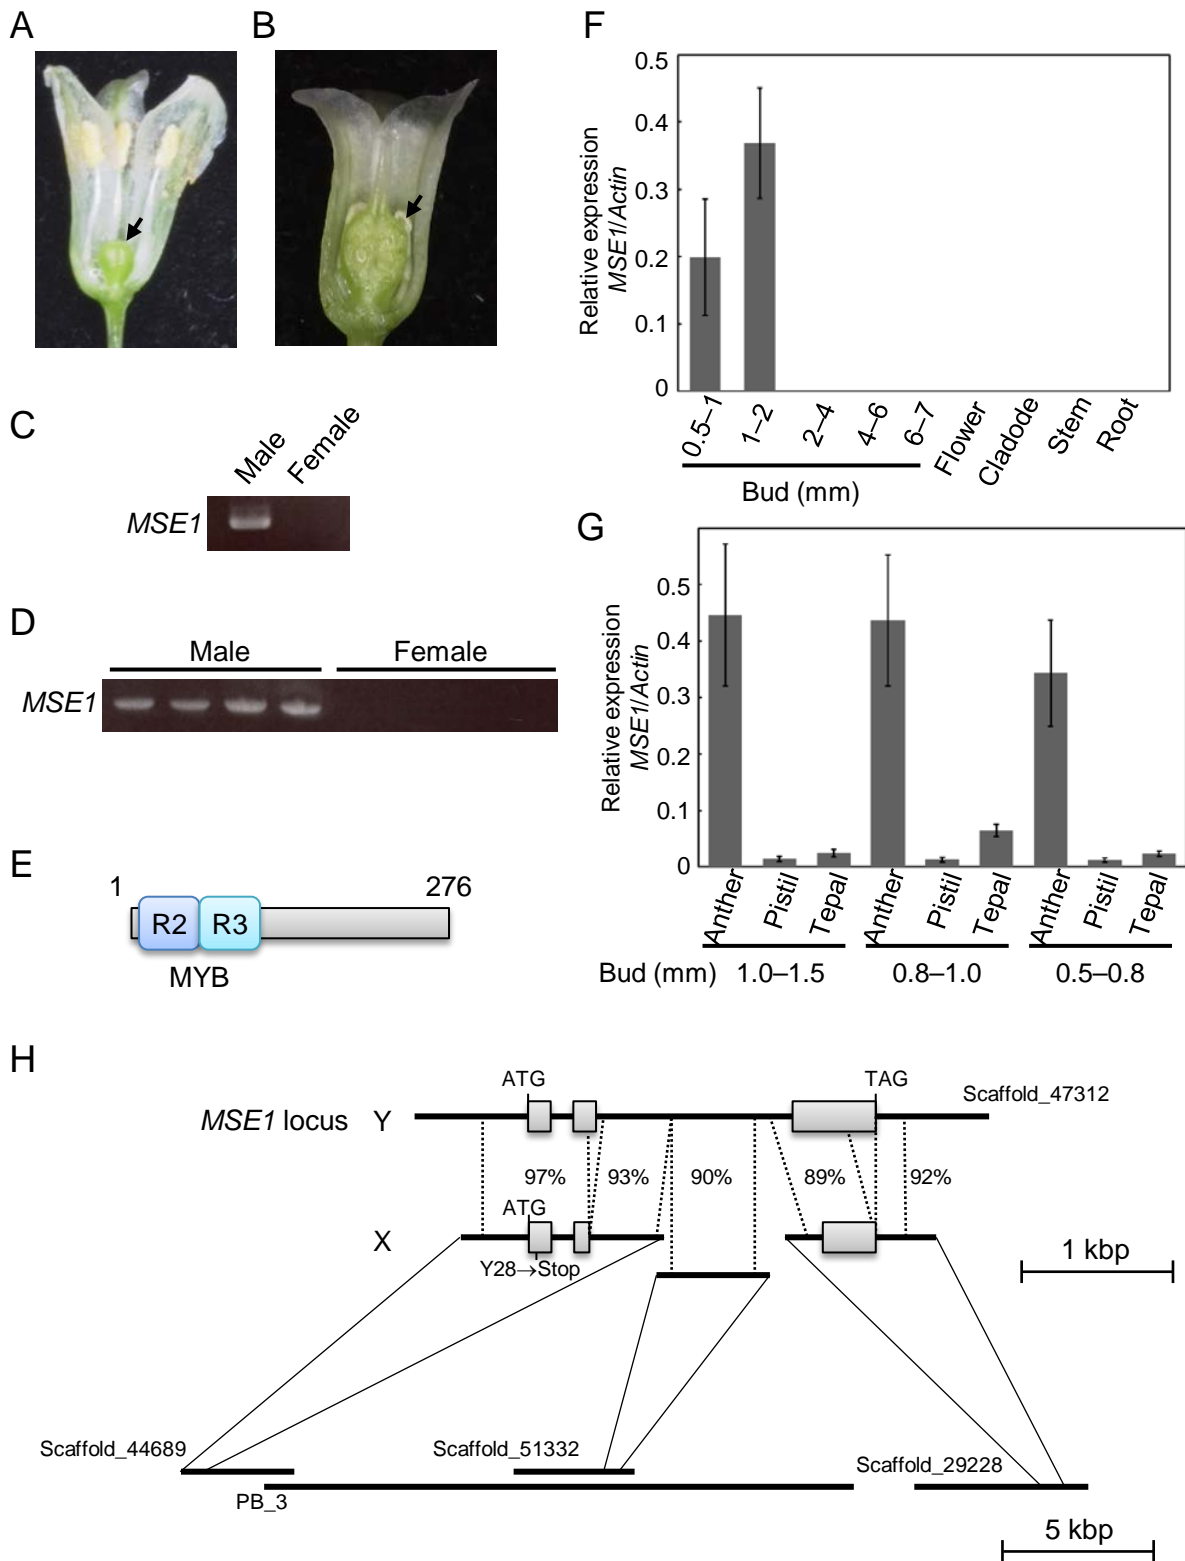 A
B
C
Male
Female
MSE1
D
Male
Female
MSE1
E
1
276
R2
R3
MYB
F
Relative expression
MSE1/Actin
0.5
0.4
0.3
0.2
0.1
0
0.5–1
1–2
2–4
4–6
6–7
Flower
Cladode
Stem
Root
Bud (mm)
G
Relative expression
MSE1/Actin
0.5
0.4
0.3
0.2
0.1
0
Anther
Pistil
Tepal
Anther
Pistil
Tepal
Anther
Pistil
Tepal
Bud (mm) 1.0–1.5 0.8–1.0 0.5–0.8
H
ATG
TAG
Scaffold_47312
MSE1 locus Y
97% 93% 90% 89% 92%
ATG
X
Y28→Stop
1 kbp
Scaffold_44689
Scaffold_51332
Scaffold_29228
PB_3
5 kbp